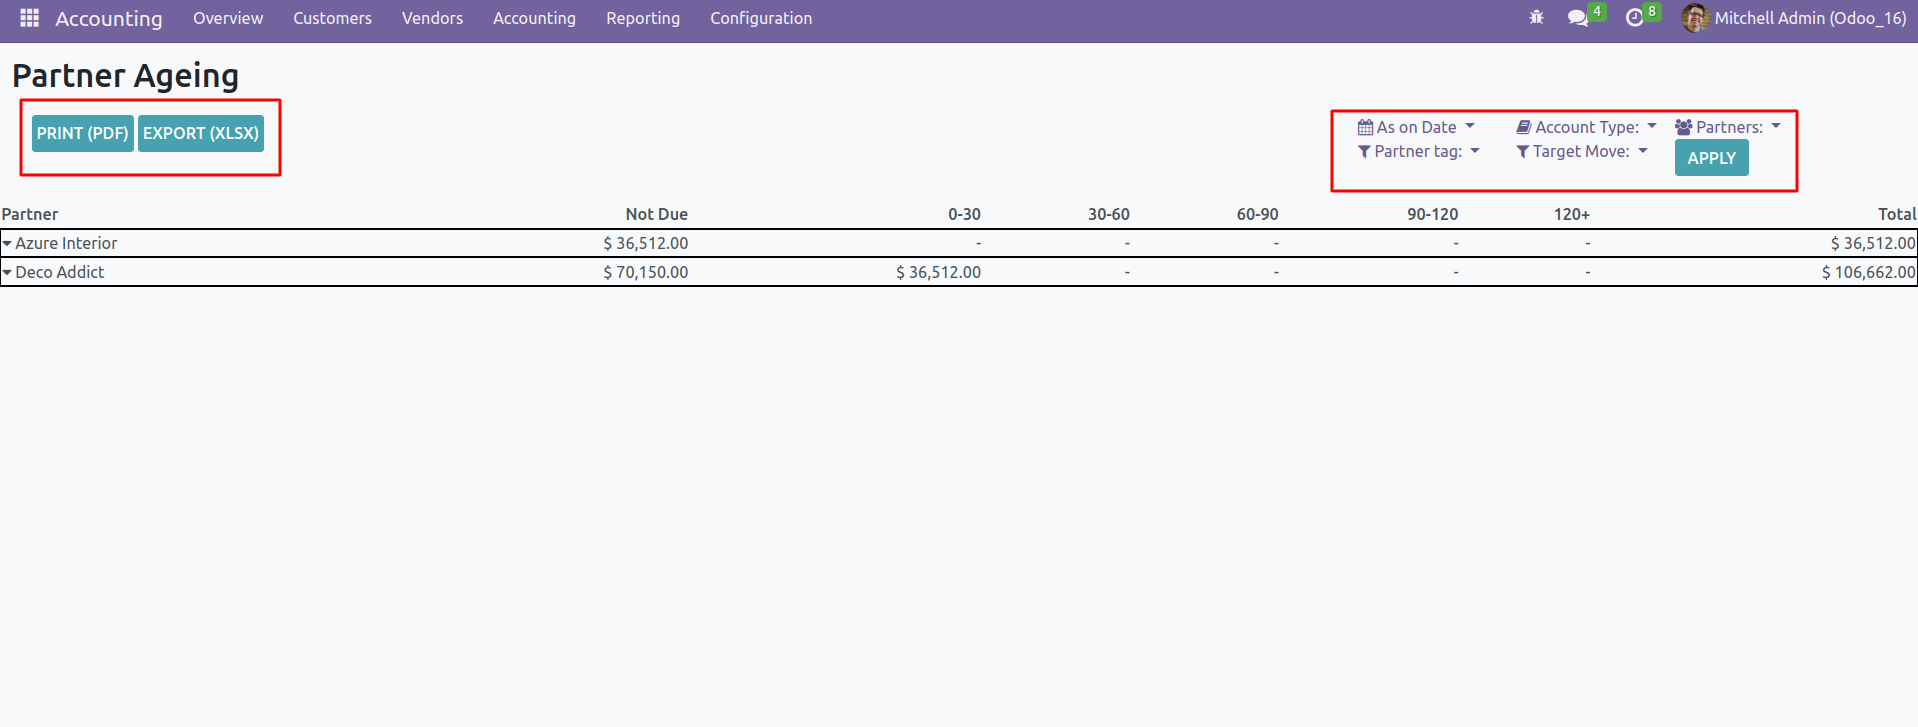 Accounting Overview Customers Vendors Accounting Reporting Configuration 4 8 Mitchell Admin (Odoo_16)
Partner Ageing
PRINT (PDF) EXPORT (XLSX)
As on Date Account Type: Partners:
Partner tag: Target Move: APPLY
Partner Not Due 0-30 30-60 60-90 90-120 120+ Total
Azure Interior $ 36,512.00 - - - - - $ 36,512.00
Deco Addict $ 70,150.00 $ 36,512.00 - - - - $ 106,662.00